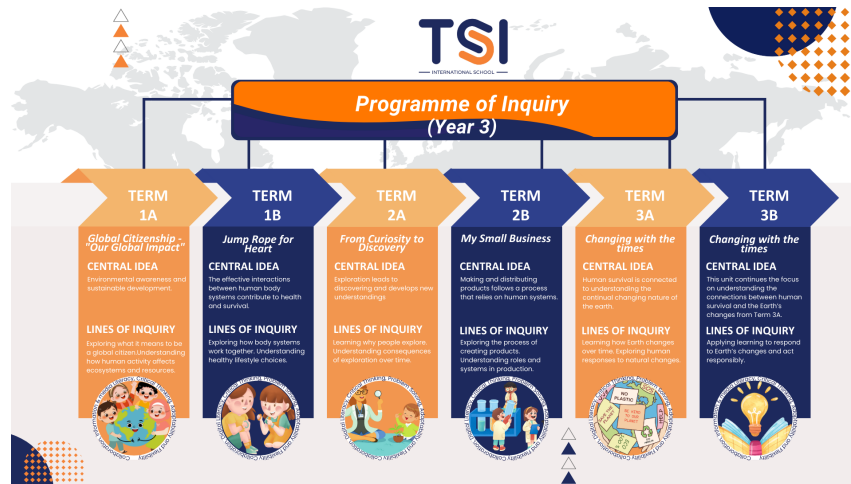 TSI
INTERNATIONAL SCHOOL
Programme of Inquiry
(Year 3)
TERM
1A
Global Citizenship -
"Our Global Impact"
CENTRAL IDEA
Environmental awareness and
sustainable development.
LINES OF INQUIRY
Exploring what it means to be
a global citizen.Understanding
how human activity affects
ecosystems and resources.
TERM
1B
Jump Rope for
Heart
CENTRAL IDEA
The effective interactions
between human body
systems contribute to health
and survival.
LINES OF INQUIRY
Exploring how body systems
work together. Understanding
healthy lifestyle choices.
TERM
2A
From Curiosity to
Discovery
CENTRAL IDEA
Exploration leads to
discovering and develops new
understandings
LINES OF INQUIRY
Learning why people explore.
Understanding consequences
of exploration over time.
TERM
2B
My Small Business
CENTRAL IDEA
Making and distributing
products follows a process
that relies on human systems.
LINES OF INQUIRY
Exploring the process of
creating products.
Understanding roles and
systems in production.
TERM
3A
Changing with the
times
CENTRAL IDEA
Human survival is connected
to understanding the
continual changing nature of
the earth.
LINES OF INQUIRY
Learning how Earth changes
over time. Exploring human
responses to natural changes.
NO
PLASTIC
TERM
3B
Changing with the
times
CENTRAL IDEA
This unit continues the focus
on understanding the
connections between human
survival and the Earth's
changes from Term 3A.
LINES OF INQUIRY
Applying learning to respond
to Earth's changes and act
responsibly.